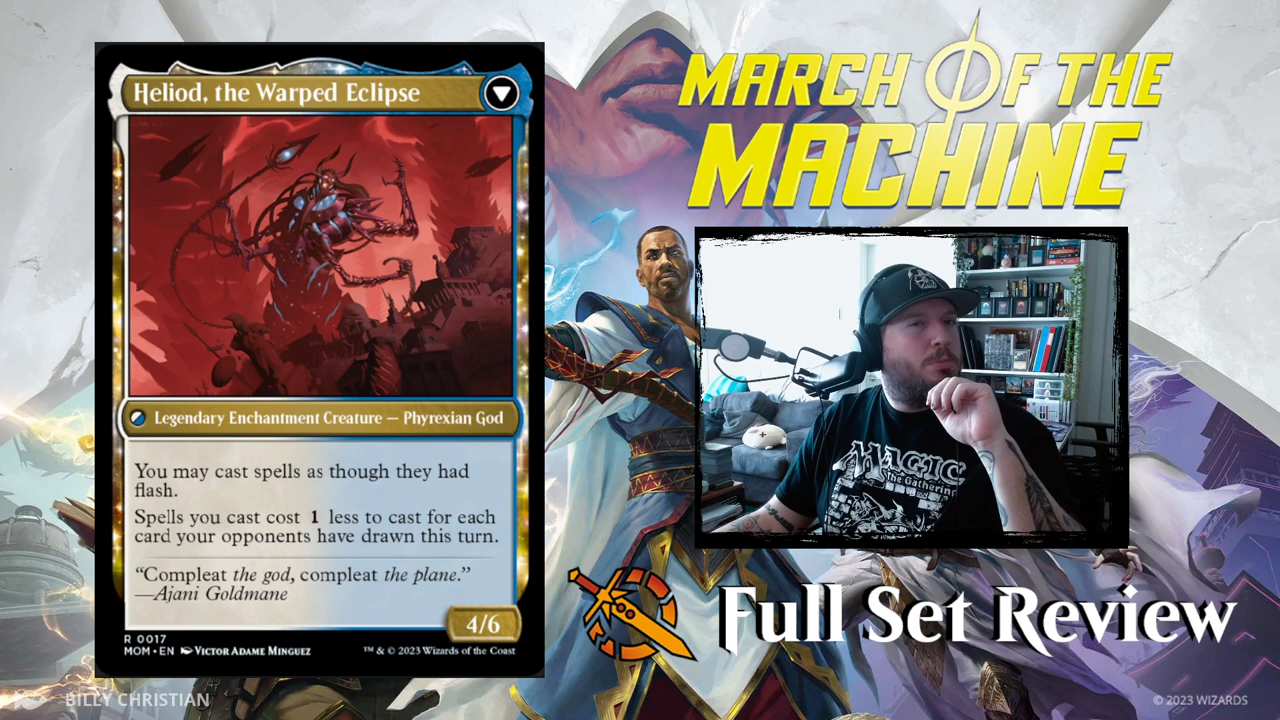 Heliod, the Warped Eclipse
Legendary Enchantment Creature — Phyrexian God
You may cast spells as though they had
flash.
Spells you cast cost 1 less to cast for each
card your opponents have drawn this turn.
“Compleat the god, compleat the plane.”
—Ajani Goldmane
4/6
R 0017
MOM • EN VICTOR ADAME MINGUEZ
™ & © 2023 Wizards of the Coast
MARCH OF THE
MACHINE
MAGIC
The Gathering
Full Set Review
BILLY CHRISTIAN
© 2023 WIZARDS